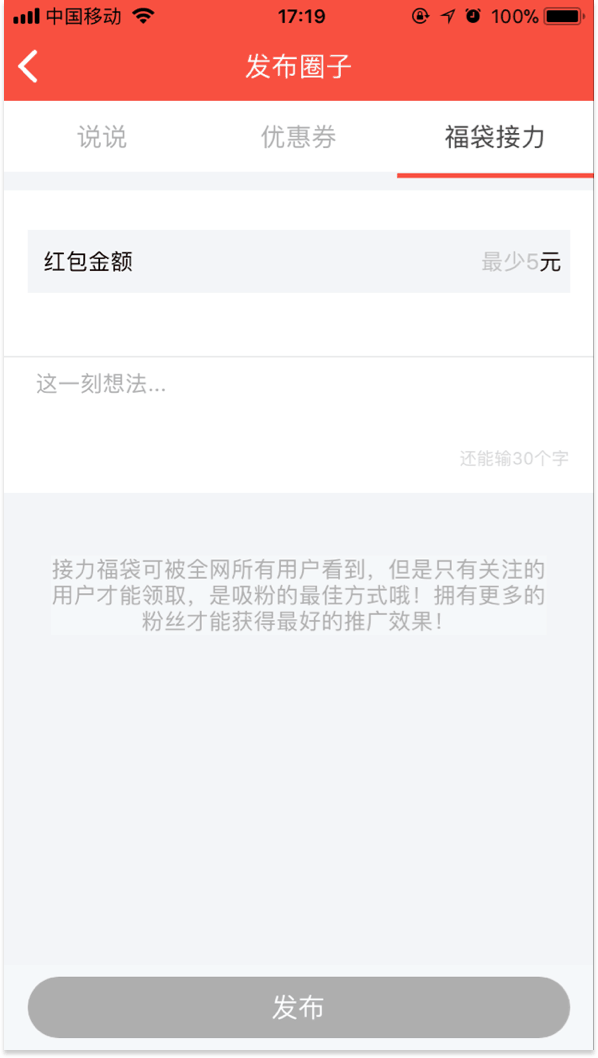 中国移动 17:19 100%
发布圈子
说说 优惠券 福袋接力
红包金额 最少5元
这一刻想法...
还能输30个字
接力福袋可被全网所有用户看到，但是只有关注的
用户才能领取，是吸粉的最佳方式哦！拥有更多的
粉丝才能获得最好的推广效果！
发布